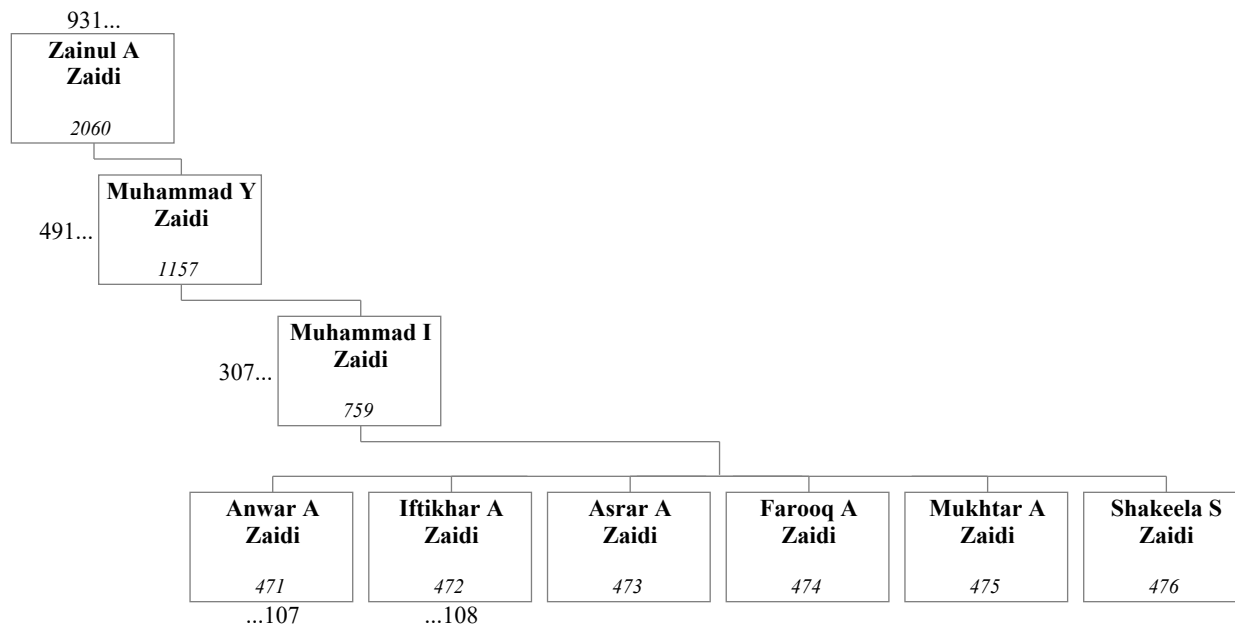 931...
Zainul A
Zaidi
2060
Muhammad Y
Zaidi
491...
1157
Muhammad I
Zaidi
307...
759
Anwar A
Zaidi
471
...107
Iftikhar A
Zaidi
472
...108
Asrar A
Zaidi
473
Farooq A
Zaidi
474
Mukhtar A
Zaidi
475
Shakeela S
Zaidi
476